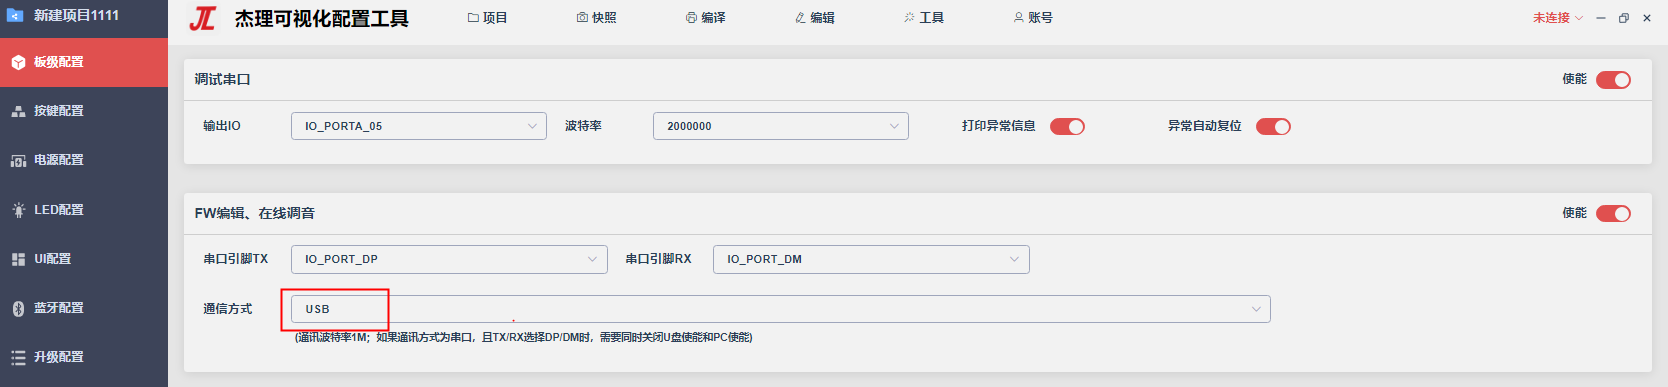 新建项目1111
JL 杰理可视化配置工具 项目 快照 编译 编辑 工具 账号 未连接
板级配置
按键配置
电源配置
LED配置
UI配置
蓝牙配置
升级配置
调试串口 使能
输出IO IO_PORTA_05 波特率 2000000 打印异常信息 异常自动复位
FW编辑、在线调音 使能
串口引脚TX IO_PORT_DP 串口引脚RX IO_PORT_DM
通信方式 USB
(通讯波特率1M；如果通讯方式为串口，且TX/RX选择DP/DM时，需要同时关闭U盘使能和PC使能)